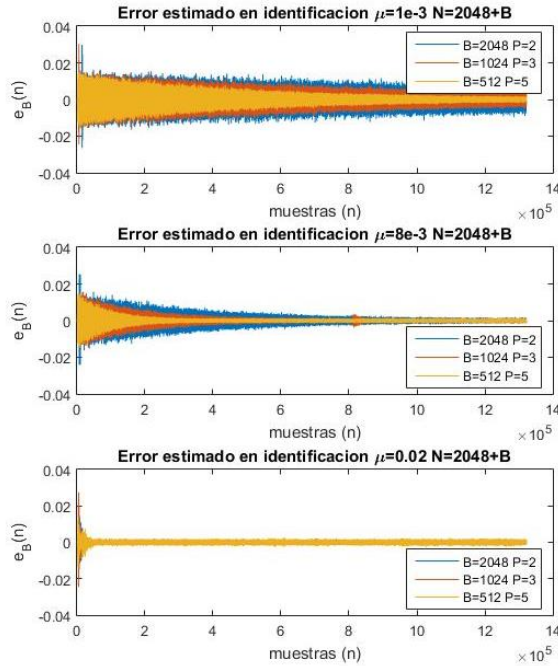 Error estimado en identificacion μ=1e-3 N=2048+B
0.04
0.02
0
-0.02
-0.04
e_B(n)
B=2048 P=2
B=1024 P=3
B=512 P=5
0 2 4 6 8 10 12 14
muestras (n)
×10^5
Error estimado en identificacion μ=8e-3 N=2048+B
0.04
0.02
0
-0.02
-0.04
e_B(n)
B=2048 P=2
B=1024 P=3
B=512 P=5
0 2 4 6 8 10 12 14
muestras (n)
×10^5
Error estimado en identificacion μ=0.02 N=2048+B
0.04
0.02
0
-0.02
-0.04
e_B(n)
B=2048 P=2
B=1024 P=3
B=512 P=5
0 2 4 6 8 10 12 14
muestras (n)
×10^5